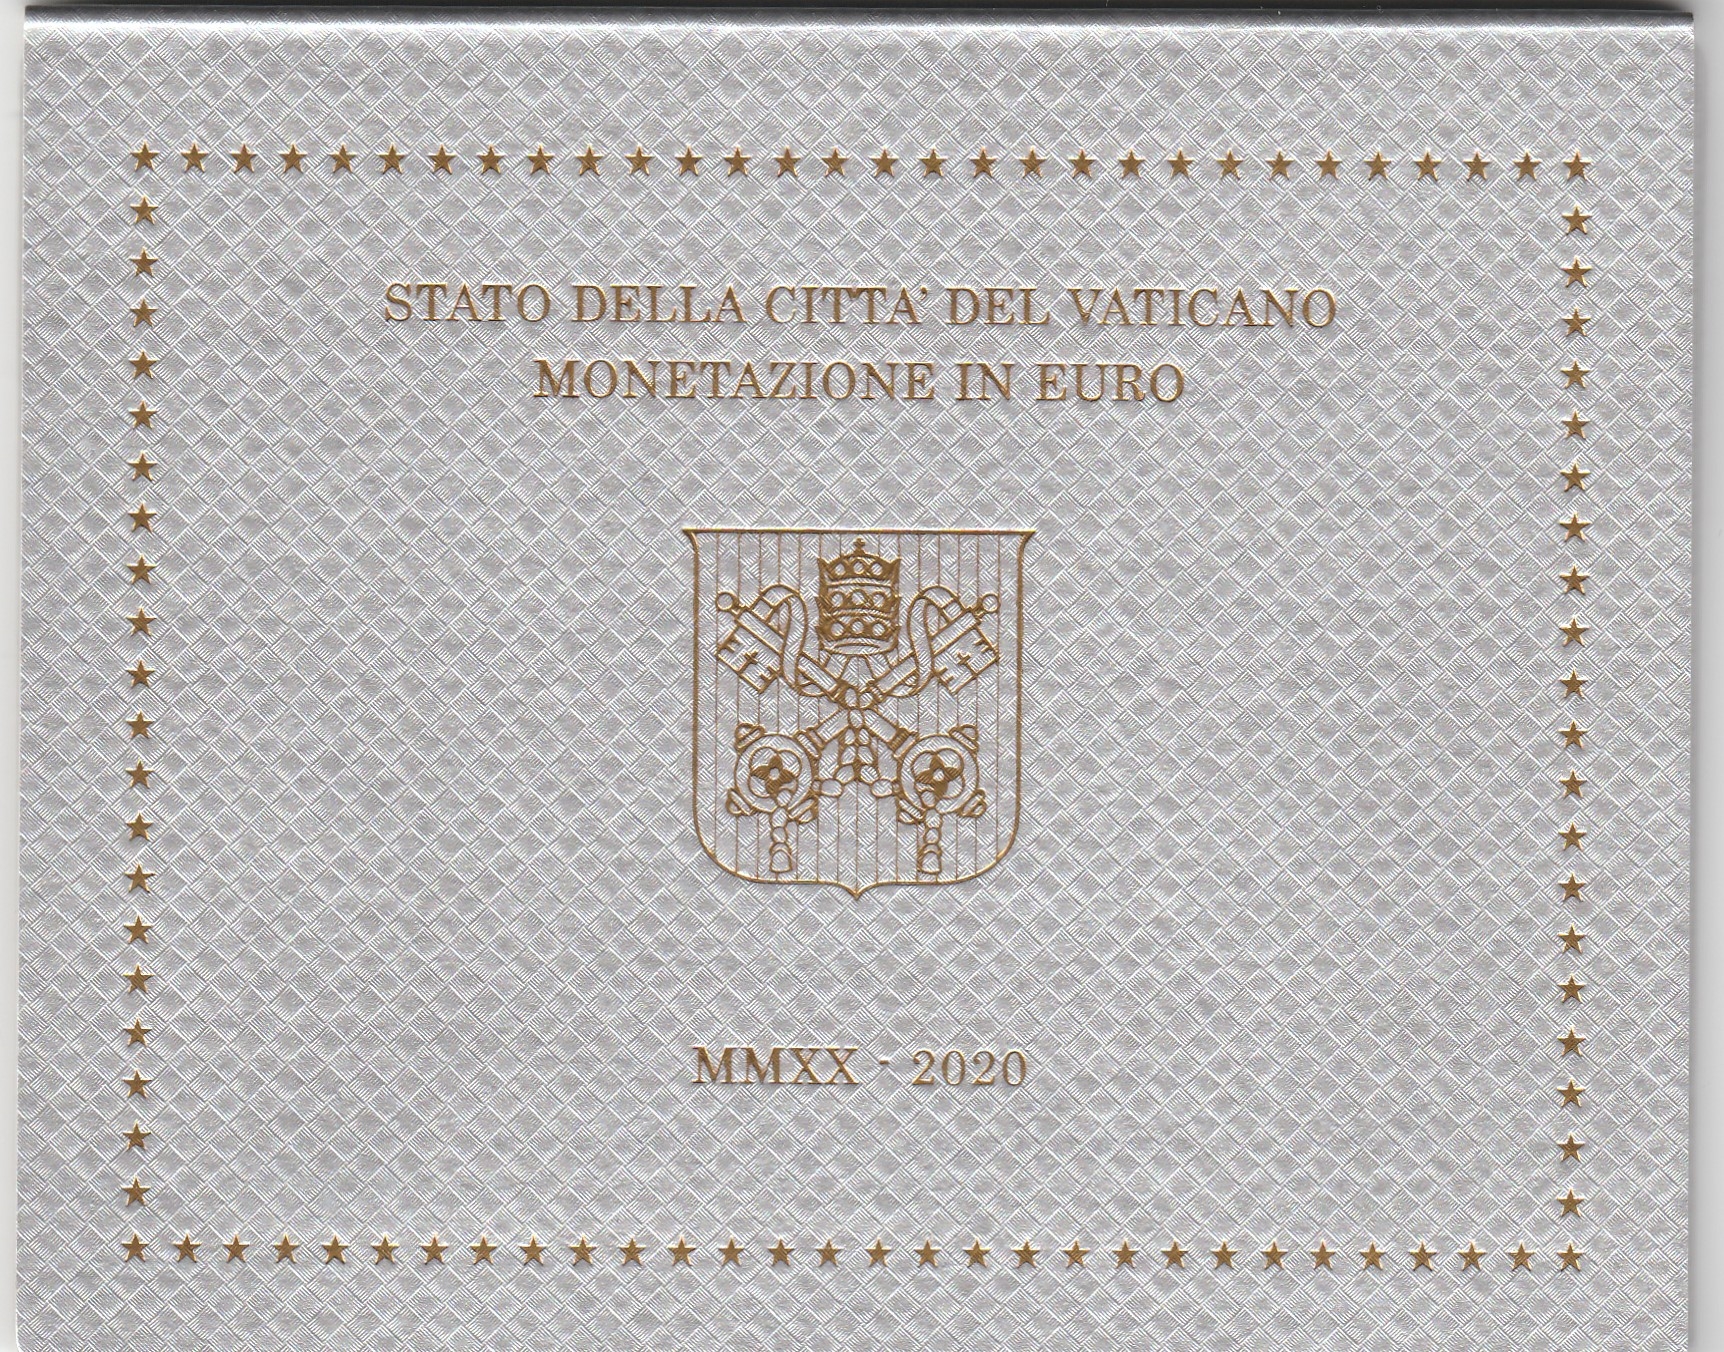 STATO DELLA CITTA' DEL VATICANO
MONETAZIONE IN EURO
MMXX - 2020